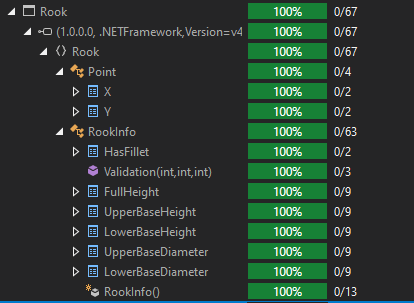 Rook 100% 0/67
(1.0.0.0, .NETFramework,Version=v4 100% 0/67
Rook 100% 0/67
Point 100% 0/4
X 100% 0/2
Y 100% 0/2
RookInfo 100% 0/63
HasFillet 100% 0/2
Validation(int,int,int) 100% 0/3
FullHeight 100% 0/9
UpperBaseHeight 100% 0/9
LowerBaseHeight 100% 0/9
UpperBaseDiameter 100% 0/9
LowerBaseDiameter 100% 0/9
RookInfo() 100% 0/13